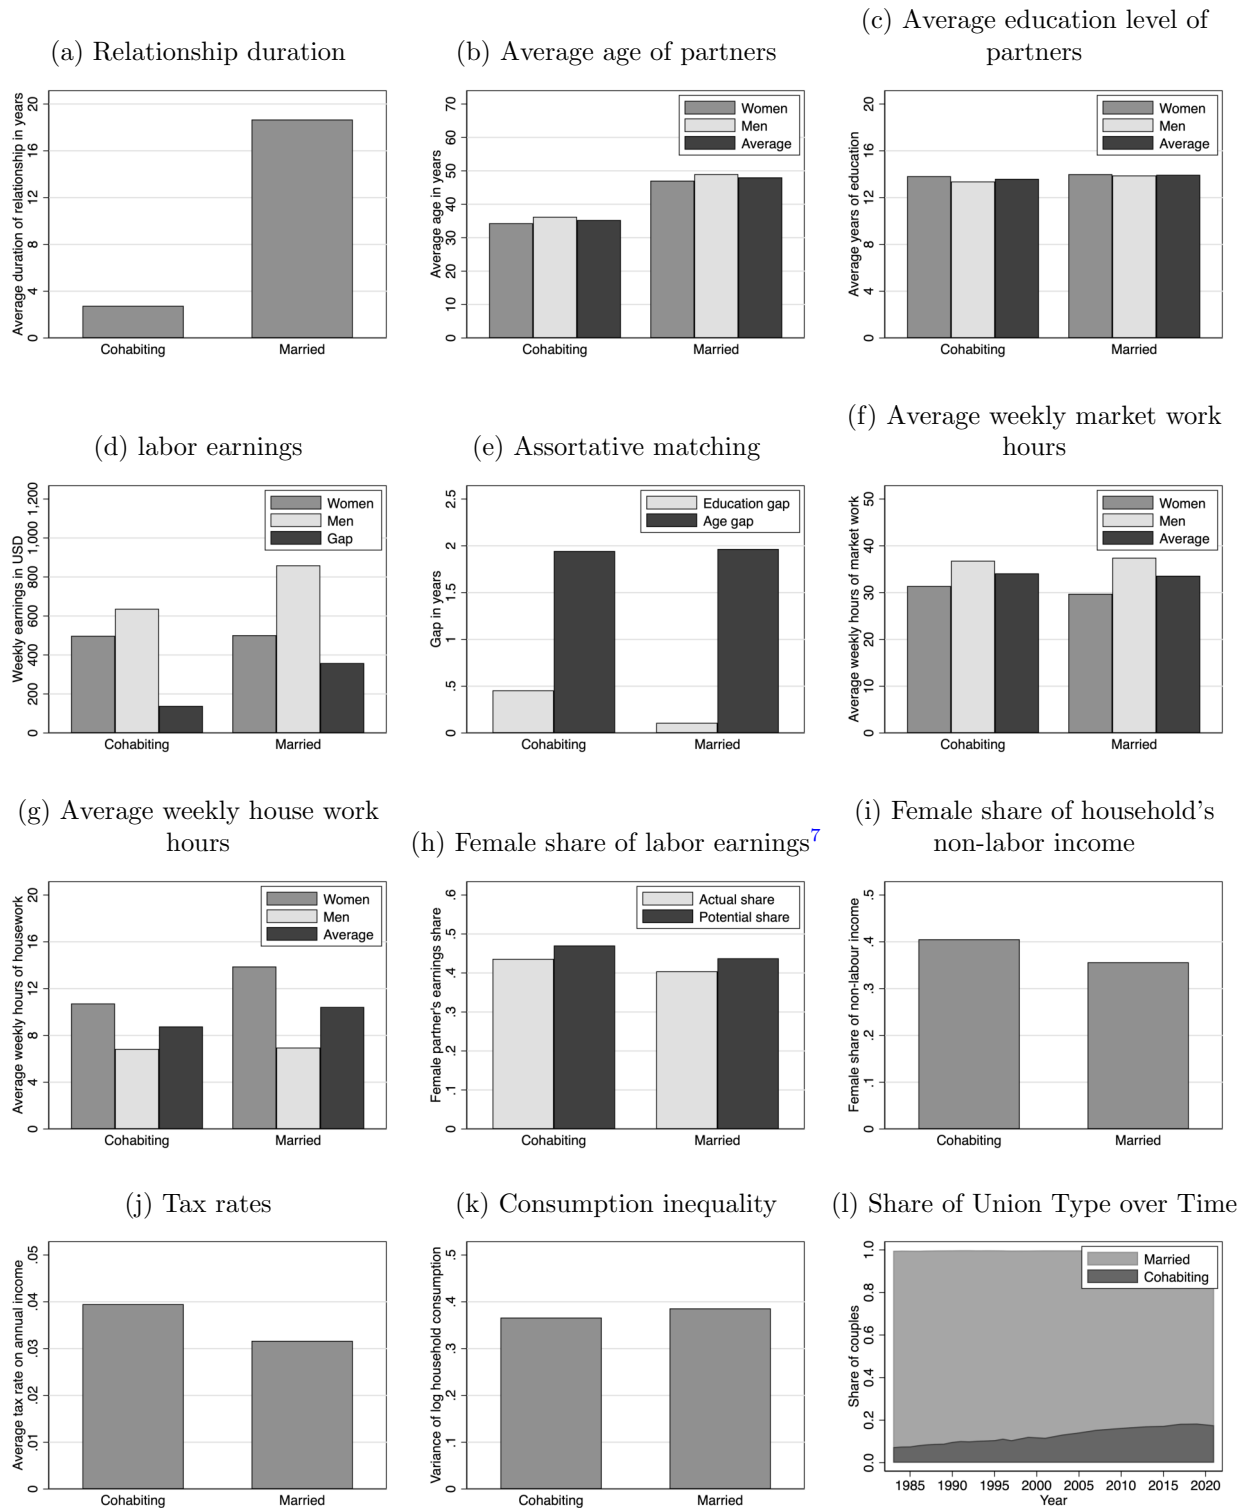 (a) Relationship duration
Average duration of relationship in years
0 4 8 12 16 20
Cohabiting Married
(b) Average age of partners
Average age in years
0 10 20 30 40 50 60 70
Women
Men
Average
Cohabiting Married
(c) Average education level of
partners
Average years of education
0 4 8 12 16 20
Women
Men
Average
Cohabiting Married
(d) labor earnings
Weekly earnings in USD
0 200 400 600 800 1,000 1,200
Women
Men
Gap
Cohabiting Married
(e) Assortative matching
Gap in years
0 .5 1 1.5 2 2.5
Education gap
Age gap
Cohabiting Married
(f) Average weekly market work
hours
Average weekly hours of market work
0 10 20 30 40 50
Women
Men
Average
Cohabiting Married
(g) Average weekly house work
hours
Average weekly hours of housework
0 4 8 12 16 20
Women
Men
Average
Cohabiting Married
(h) Female share of labor earnings7
Female partner's earnings share
0 .1 .2 .3 .4 .5 .6
Actual share
Potential share
Cohabiting Married
(i) Female share of household's
non-labor income
Female share of non-labour income
0 .1 .2 .3 .4 .5
Cohabiting Married
(j) Tax rates
Average tax rate on annual income
0 .01 .02 .03 .04 .05
Cohabiting Married
(k) Consumption inequality
Variance of log household consumption
0 .1 .2 .3 .4 .5
Cohabiting Married
(l) Share of Union Type over Time
Share of couples
0.0 0.2 0.4 0.6 0.8 1.0
Married
Cohabiting
1985 1990 1995 2000 2005 2010 2015 2020
Year